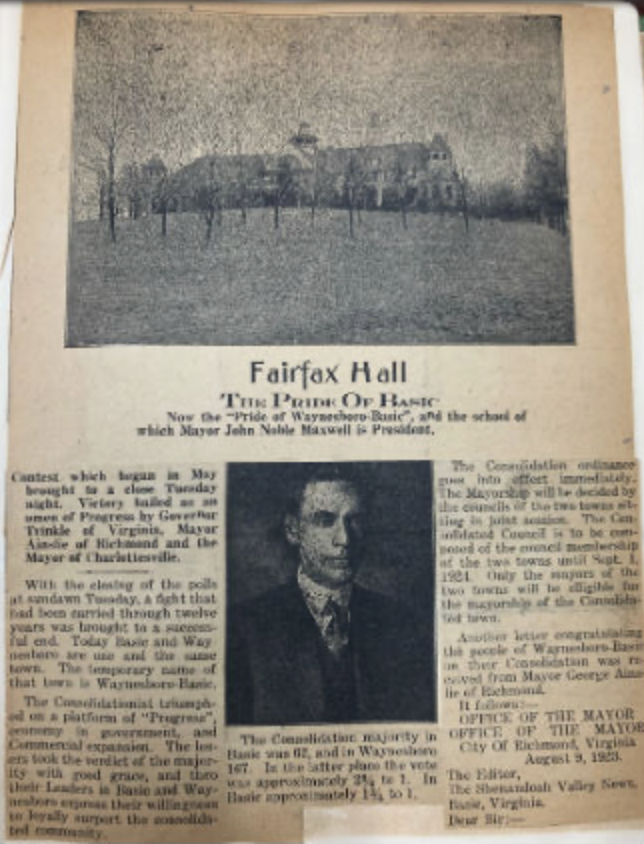 Fairfax Hall
THE PRIDE OF BASIC
Now the "Pride of Waynesboro-Basic", and the school of
which Mayor John Noble Maxwell is President.
Contest which began in May
brought to a close Tuesday
night. Victory hailed as an
omen of Progress by Governor
Trinkle of Virginia, Mayor
Ainslie of Richmond and the
Mayor of Charlottesville.
With the closing of the polls
at sundawn Tuesday, a fight that
had been carried through twelve
years was brought to a success-
ful end. Today Basic and Way-
nesboro are one and the same
town. The temporary name of
that town is Waynesboro-Basic.
The Consolidationist triumph-
ed on a platform of "Progress",
economy in government, and
Commercial expansion. The los-
ers took the verdict of the major-
ity with good grace, and thro
their Leaders in Basic and Way-
nesboro express their willingness
to loyally surport the consolida-
ted community.
The Consolidation majority in
Basic was 62, and in Waynesboro
167. In the latter place the vote
was approximately 2¾ to 1. In
Basic approximately 1¾ to 1.
The Consolidation ordinance
goes into effect immediately.
The Mayorship will be decided by
the councils of the two towns sit-
ting in joint session. The Con-
solidated Council is to be com-
posed of the council membership
of the two towns until Sept. 1,
1924. Only the mayors of the
two towns will be eligible for
the mayorship of the Consolida-
ted town.
Another letter congratulating
the people of Waynesboro-Basic
on their Consolidation was re-
ceived from Mayor George Ains-
lie of Richmond.
It follows:—
OFFICE OF THE MAYOR
OFFICE OF THE MAYOR
City Of Richmond, Virginia
August 9, 1923.
The Editor,
The Shenandoah Valley News,
Basic, Virginia.
Dear Sir:—